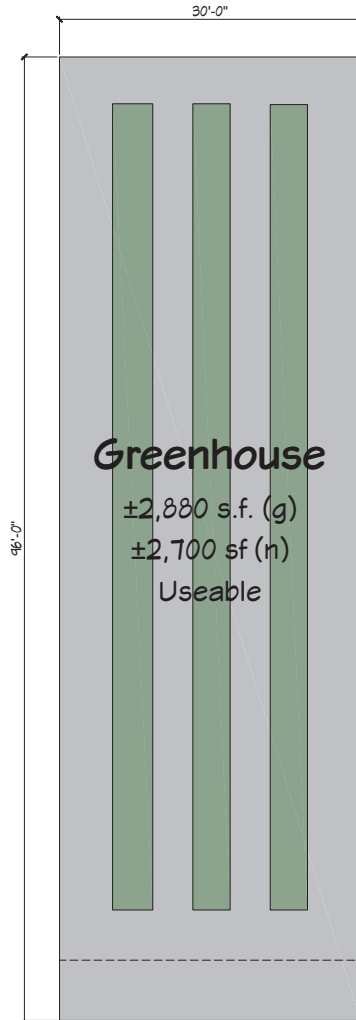 30'-0"
96'-0"
Greenhouse
±2,880 s.f. (g)
±2,700 sf (n)
Useable